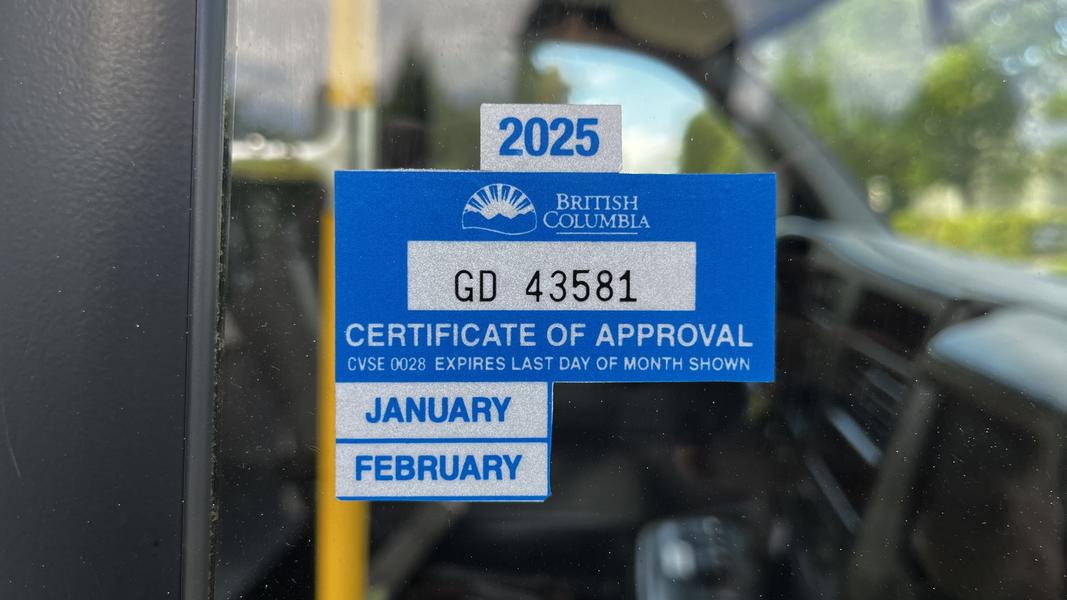 2025
BRITISH
COLUMBIA
GD 43581
CERTIFICATE OF APPROVAL
CVSE 0028 EXPIRES LAST DAY OF MONTH SHOWN
JANUARY
FEBRUARY